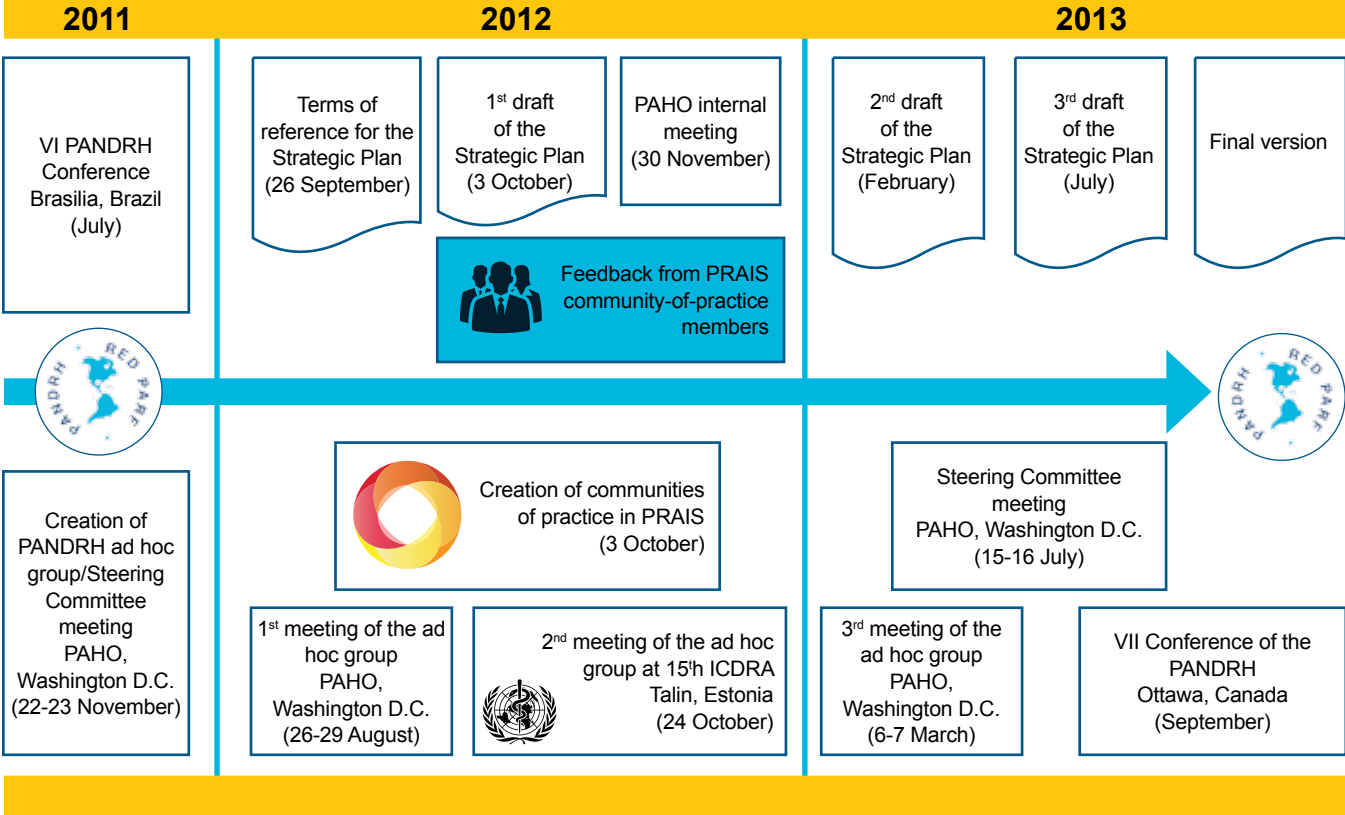 2011
2012
2013
VI PANDRH
Conference
Brasilia, Brazil
(July)
Terms of
reference for the
Strategic Plan
(26 September)
1st draft
of the
Strategic Plan
(3 October)
PAHO internal
meeting
(30 November)
2nd draft
of the
Strategic Plan
(February)
3rd draft
of the
Strategic Plan
(July)
Final version
Feedback from PRAIS
community-of-practice
members
PANDRH
RED PARF
PANDRH
RED PARF
Creation of
PANDRH ad hoc
group/Steering
Committee
meeting
PAHO,
Washington D.C.
(22-23 November)
Creation of communities
of practice in PRAIS
(3 October)
1st meeting of the ad
hoc group
PAHO,
Washington D.C.
(26-29 August)
2nd meeting of the ad hoc
group at 15th ICDRA
Talin, Estonia
(24 October)
Steering Committee
meeting
PAHO, Washington D.C.
(15-16 July)
3rd meeting of the
ad hoc group
PAHO,
Washington D.C.
(6-7 March)
VII Conference of the
PANDRH
Ottawa, Canada
(September)